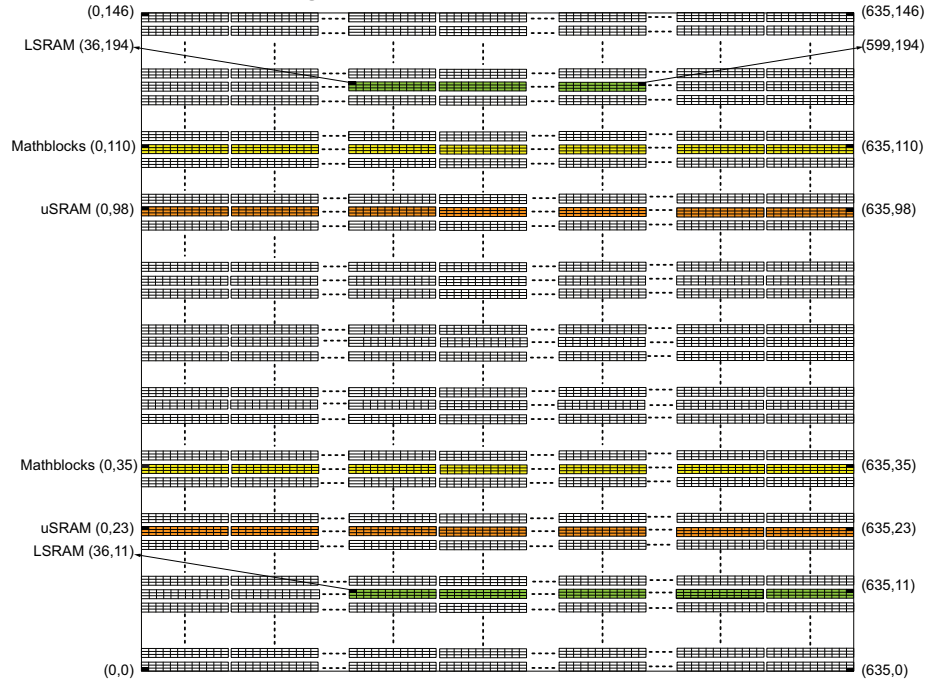 (0,146) (635,146)
LSRAM (36,194) (599,194)
Mathblocks (0,110) (635,110)
uSRAM (0,98) (635,98)
Mathblocks (0,35) (635,35)
uSRAM (0,23) (635,23)
LSRAM (36,11)
(635,11)
(0,0) (635,0)